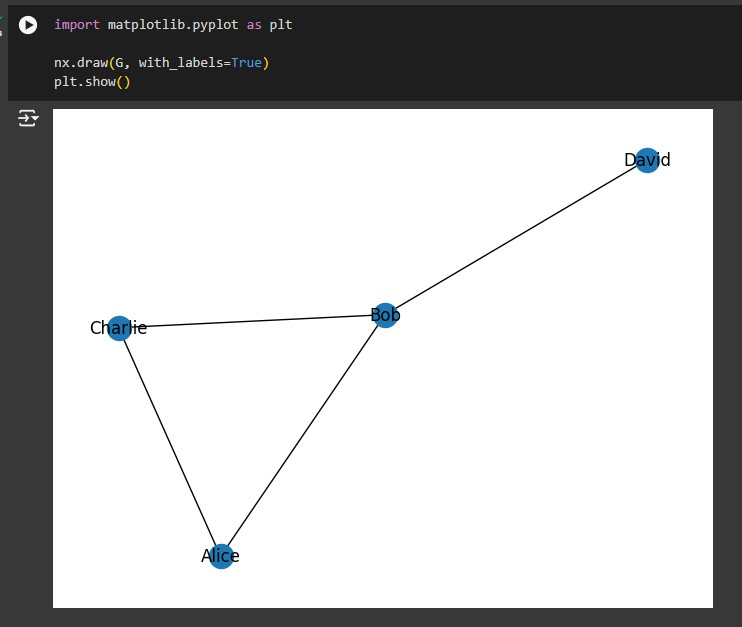 import matplotlib.pyplot as plt
nx.draw(G, with_labels=True)
plt.show()
David
Bob
Charlie
Alice